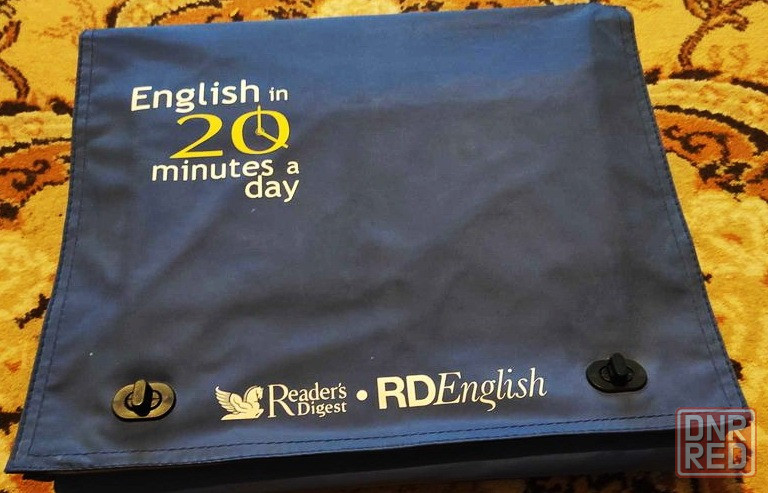 English in
20
minutes a
day
Reader's
Digest
• RDEnglish
DNR
RED